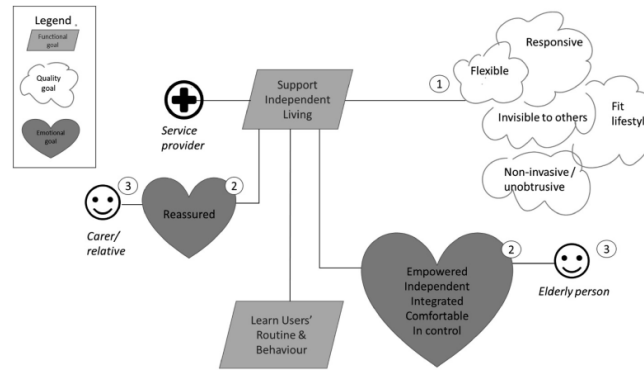 Legend
Functional
goal
Quality
goal
Emotional
goal
Service
provider
Support
Independent
Living
1
Flexible
Responsive
Invisible to others
Fit
lifestyl
Non-invasive /
unobtrusive
3
Carer/
relative
2
Reassured
Learn Users'
Routine &
Behaviour
2
Empowered
Independent
Integrated
Comfortable
In control
3
Elderly person